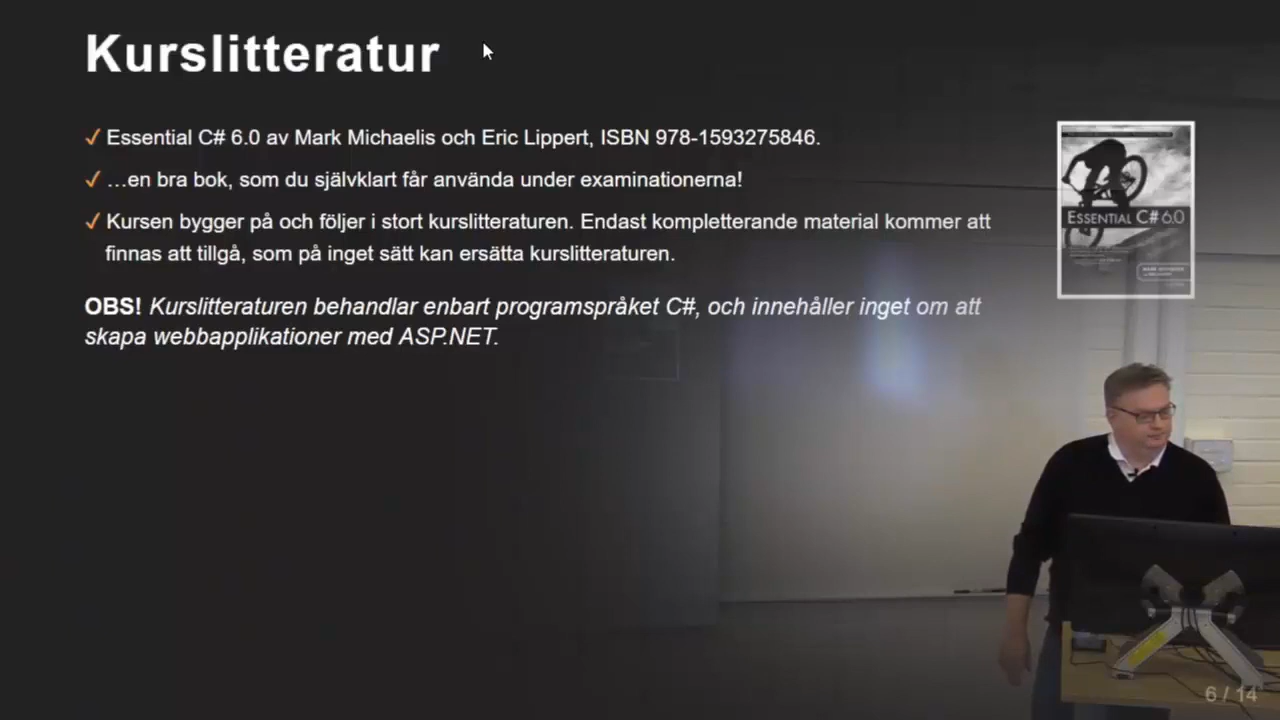 Kurslitteratur
✓ Essential C# 6.0 av Mark Michaelis och Eric Lippert, ISBN 978-1593275846.
✓ …en bra bok, som du självklart får använda under examinationerna!
✓ Kursen bygger på och följer i stort kurslitteraturen. Endast kompletterande material kommer att
finnas att tillgå, som på inget sätt kan ersätta kurslitteraturen.
OBS! Kurslitteraturen behandlar enbart programspråket C#, och innehåller inget om att
skapa webbapplikationer med ASP.NET.
ESSENTIAL C# 6.0
6 / 14